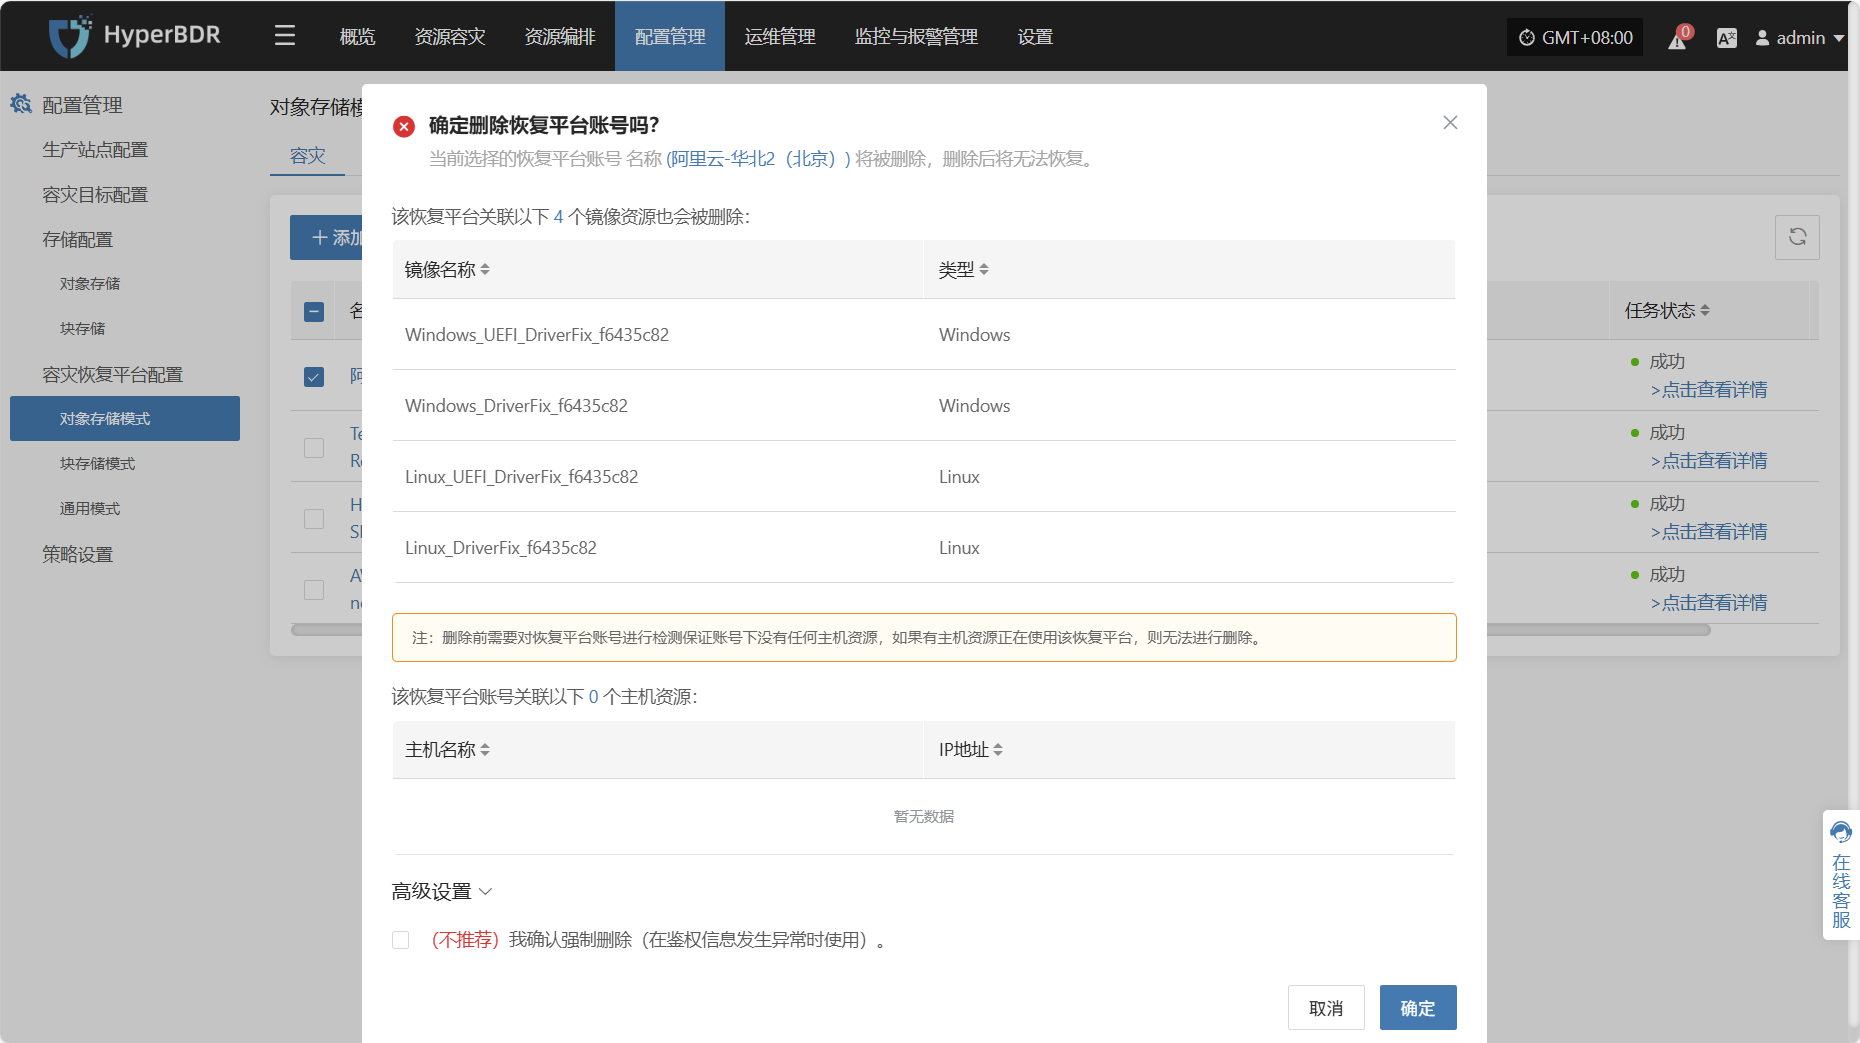 HyperBDR
概览
资源容灾
资源编排
配置管理
运维管理
监控与报警管理
设置
GMT+08:00
0
admin
配置管理
生产站点配置
容灾目标配置
存储配置
对象存储
块存储
容灾恢复平台配置
对象存储模式
块存储模式
通用模式
策略设置
对象存储模
容灾
添加
任务状态
成功
>点击查看详情
成功
>点击查看详情
成功
>点击查看详情
成功
>点击查看详情
确定删除恢复平台账号吗?
当前选择的恢复平台账号 名称 (阿里云-华北2（北京）) 将被删除，删除后将无法恢复。
该恢复平台关联以下 4 个镜像资源也会被删除：
镜像名称 类型
Windows_UEFI_DriverFix_f6435c82 Windows
Windows_DriverFix_f6435c82 Windows
Linux_UEFI_DriverFix_f6435c82 Linux
Linux_DriverFix_f6435c82 Linux
注：删除前需要对恢复平台账号进行检测保证账号下没有任何主机资源，如果有主机资源正在使用该恢复平台，则无法进行删除。
该恢复平台账号关联以下 0 个主机资源：
主机名称 IP地址
暂无数据
高级设置
（不推荐）我确认强制删除（在鉴权信息发生异常时使用）。
取消
确定
在线客服